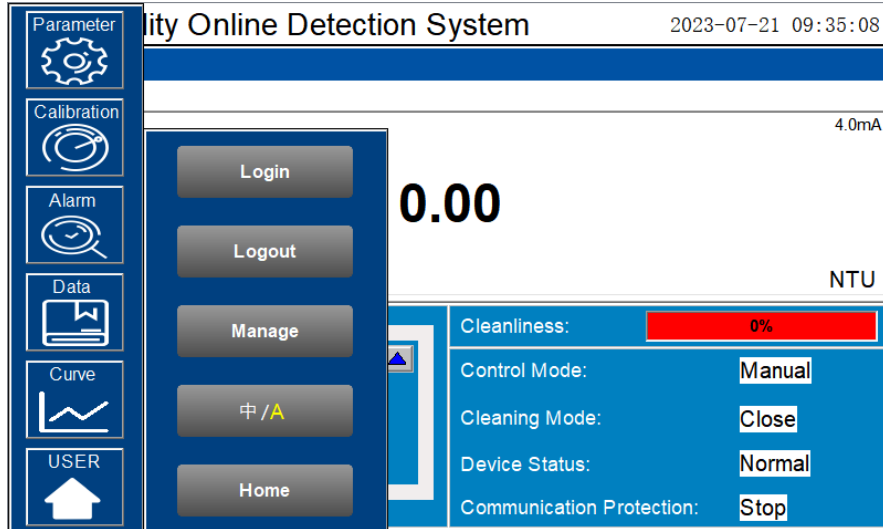 Parameter
lity Online Detection System
2023-07-21 09:35:08
Calibration
4.0mA
Login
Alarm
0.00
Logout
Data
NTU
Manage
Cleanliness:
0%
Curve
Control Mode:
Manual
中/A
Cleaning Mode:
Close
USER
Device Status:
Normal
Home
Communication Protection:
Stop